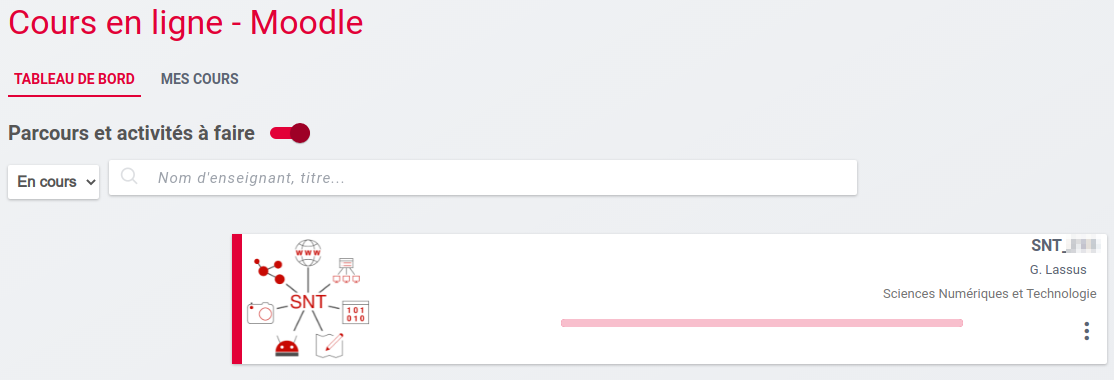 Cours en ligne - Moodle
TABLEAU DE BORD MES COURS
Parcours et activités à faire
En cours
Nom d'enseignant, titre...
SNT_
G. Lassus
Sciences Numériques et Technologie
WWW
SNT
101
010